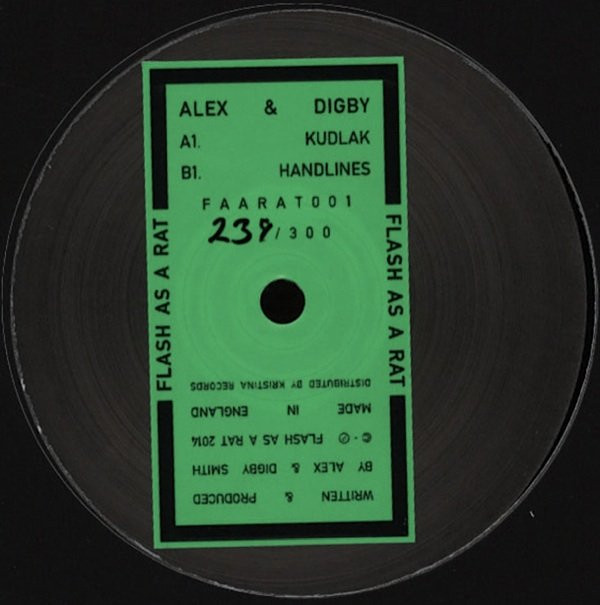 ALEX & DIGBY
A1. KUDLAK
B1. HANDLINES
FAARAT001
239/300
FLASH AS A RAT
FLASH AS A RAT
WRITTEN & PRODUCED
BY ALEX & DIGBY SMITH
© · ℗ FLASH AS A RAT 2014
MADE IN ENGLAND
DISTRIBUTED BY KRISTINA RECORDS